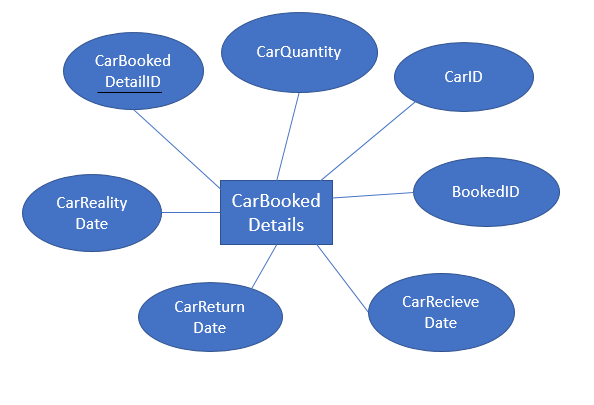 CarBooked
DetailID
CarQuantity
CarID
CarReality
Date
CarBooked
Details
BookedID
CarReturn
Date
CarRecieve
Date